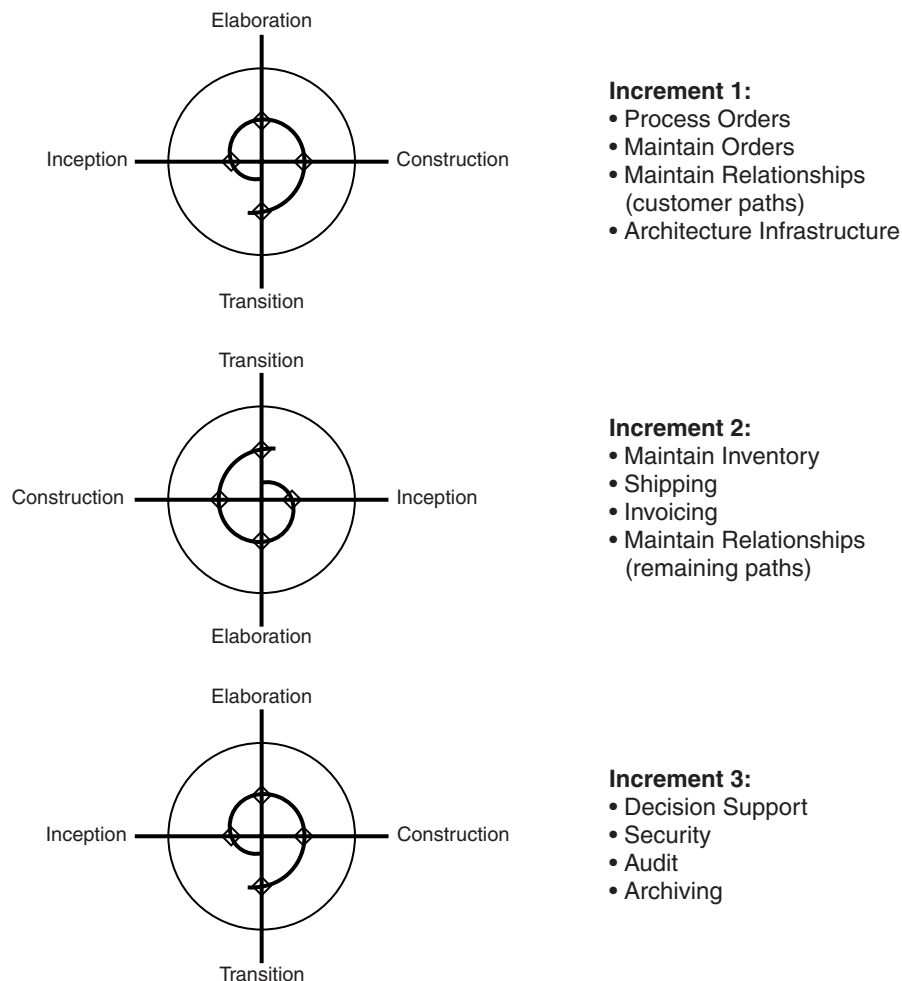 Elaboration
Inception
Construction
Transition
Increment 1:
• Process Orders
• Maintain Orders
• Maintain Relationships
(customer paths)
• Architecture Infrastructure
Transition
Construction
Inception
Elaboration
Increment 2:
• Maintain Inventory
• Shipping
• Invoicing
• Maintain Relationships
(remaining paths)
Elaboration
Inception
Construction
Transition
Increment 3:
• Decision Support
• Security
• Audit
• Archiving